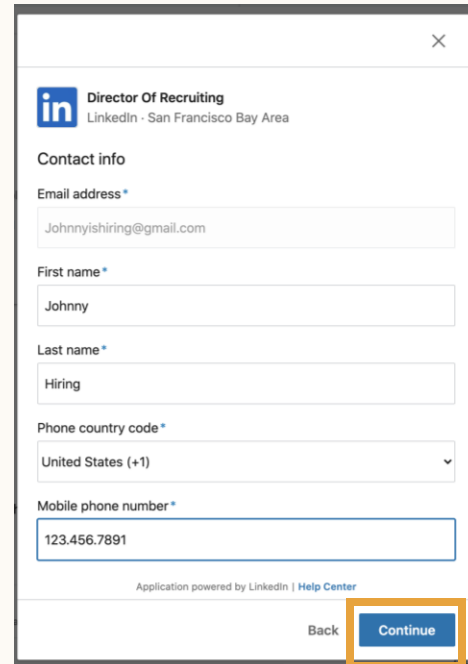 in
Director Of Recruiting
LinkedIn · San Francisco Bay Area
Contact info
Email address*
Johnnyishiring@gmail.com
First name*
Johnny
Last name*
Hiring
Phone country code*
United States (+1)
Mobile phone number*
123.456.7891
Application powered by LinkedIn | Help Center
Back Continue